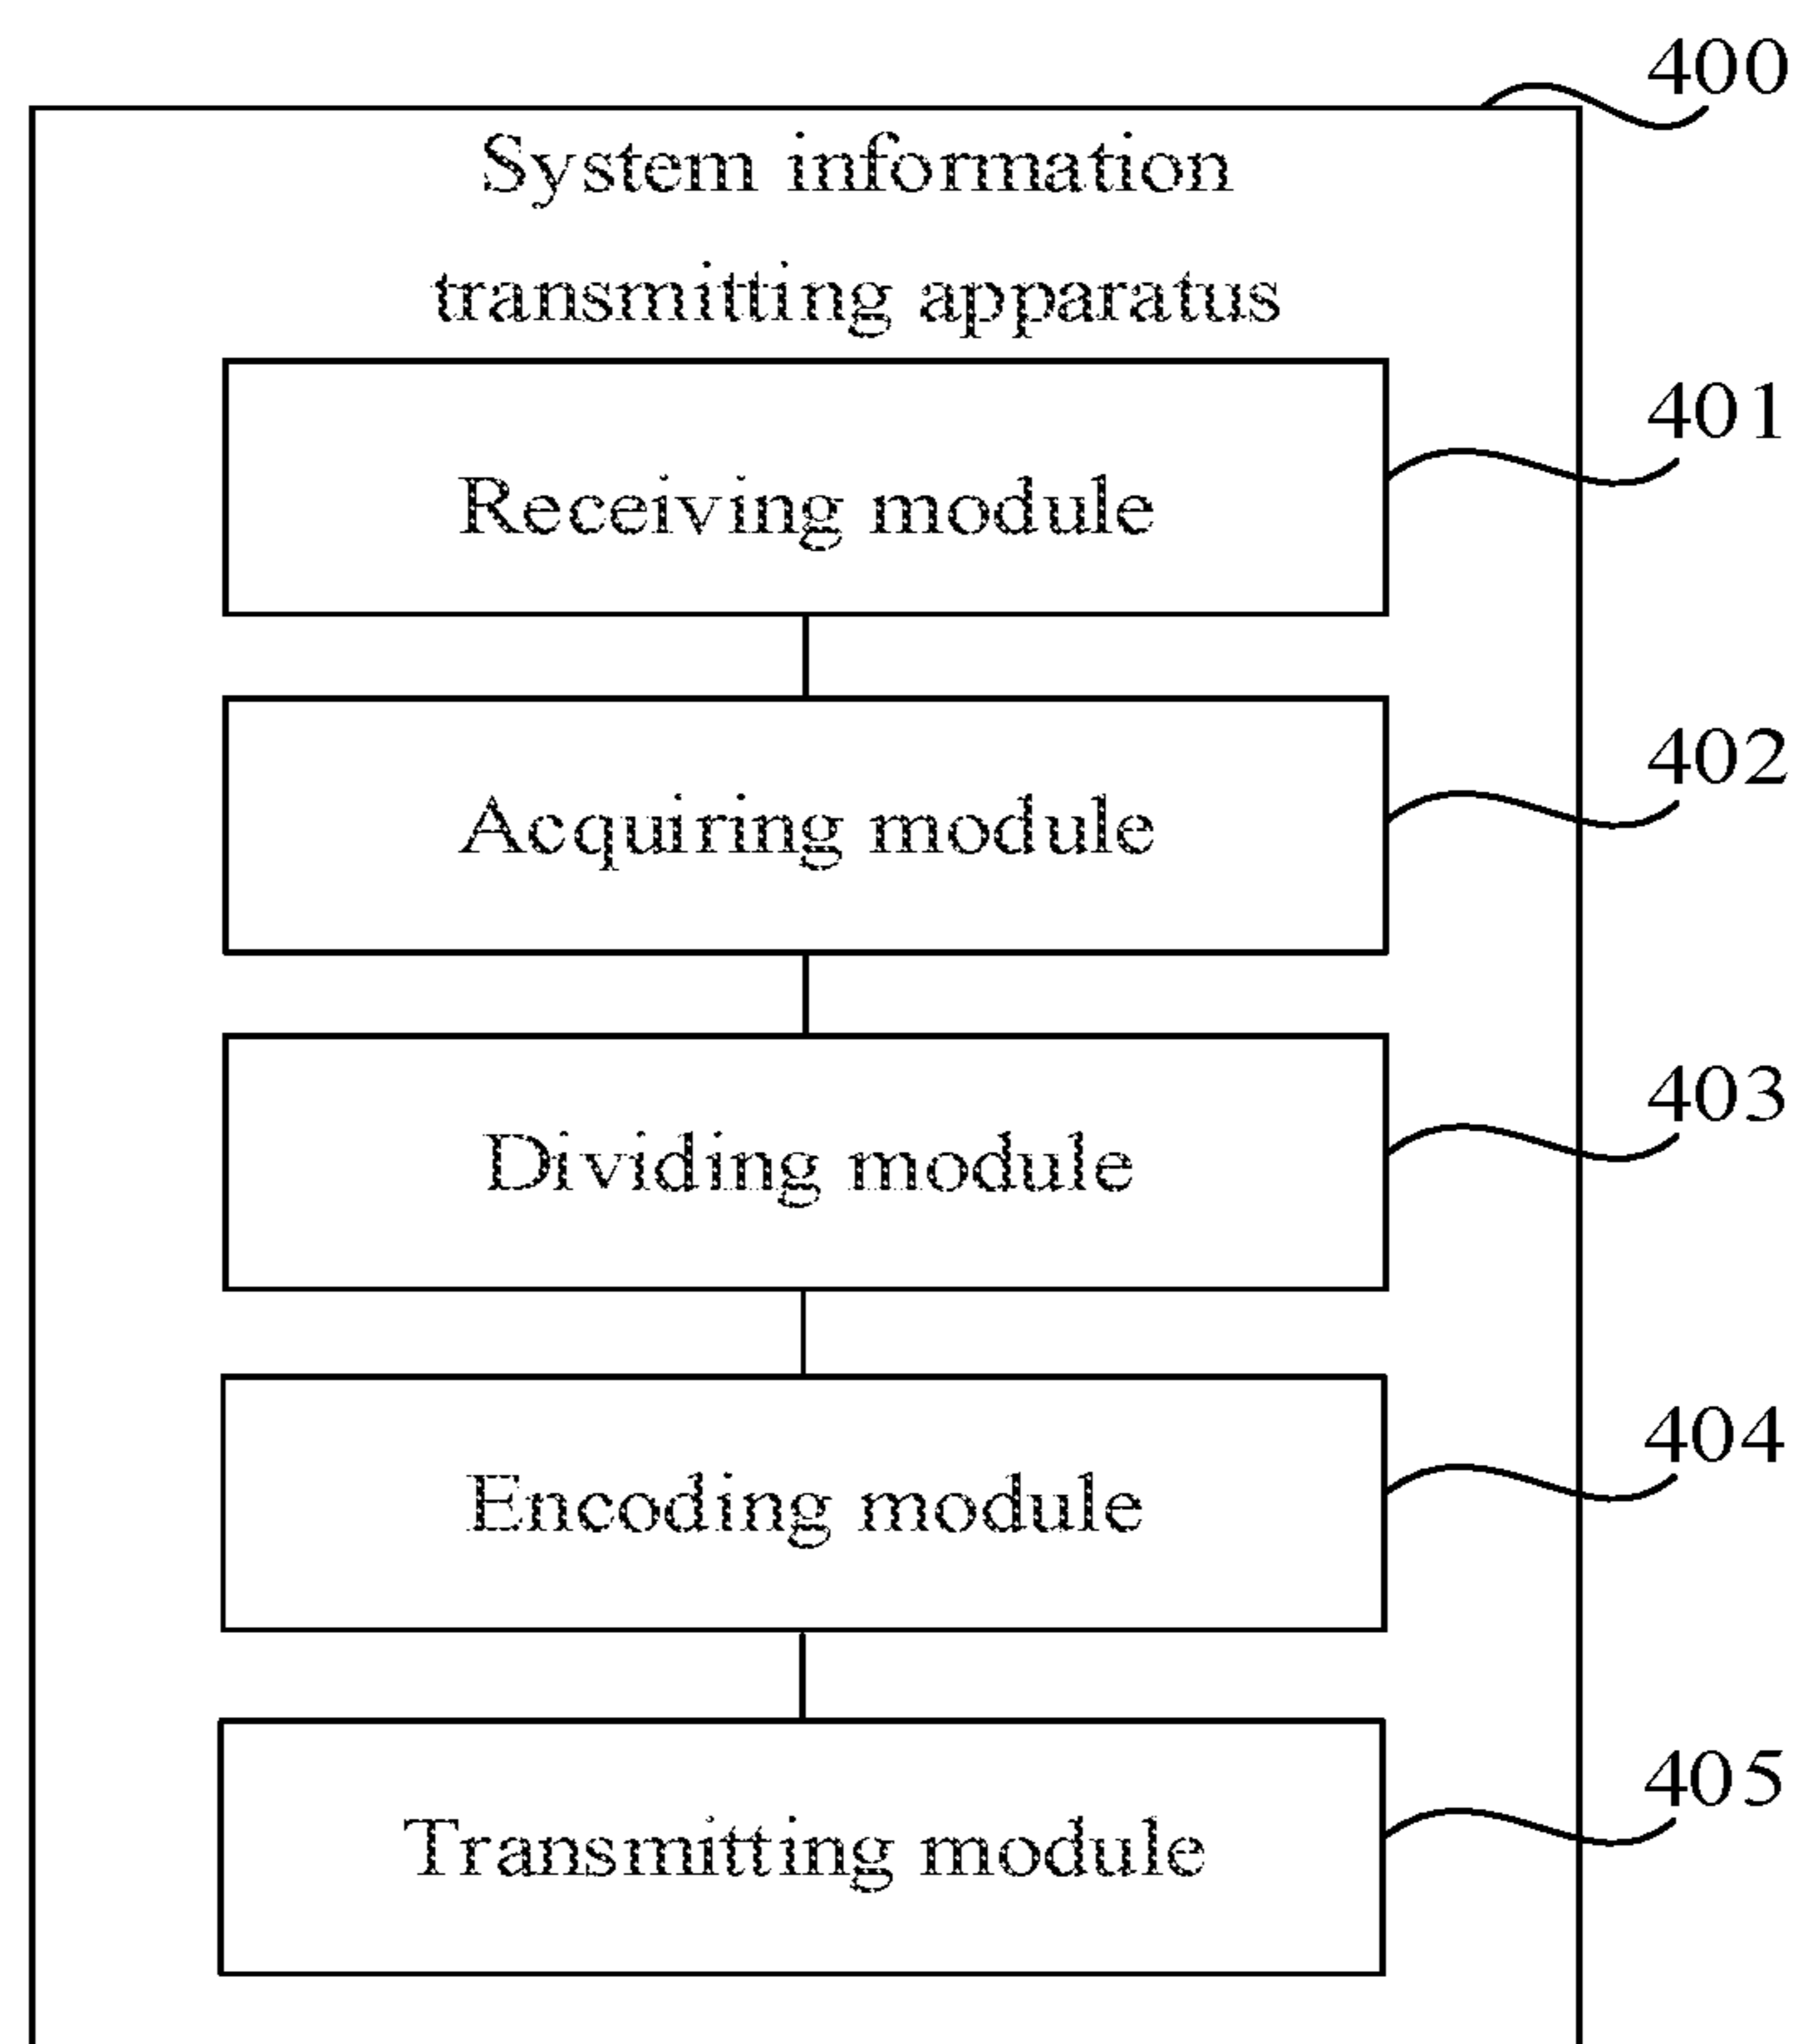 400
System information
transmitting apparatus
401
Receiving module
402
Acquiring module
403
Dividing module
404
Encoding module
405
Transmitting module